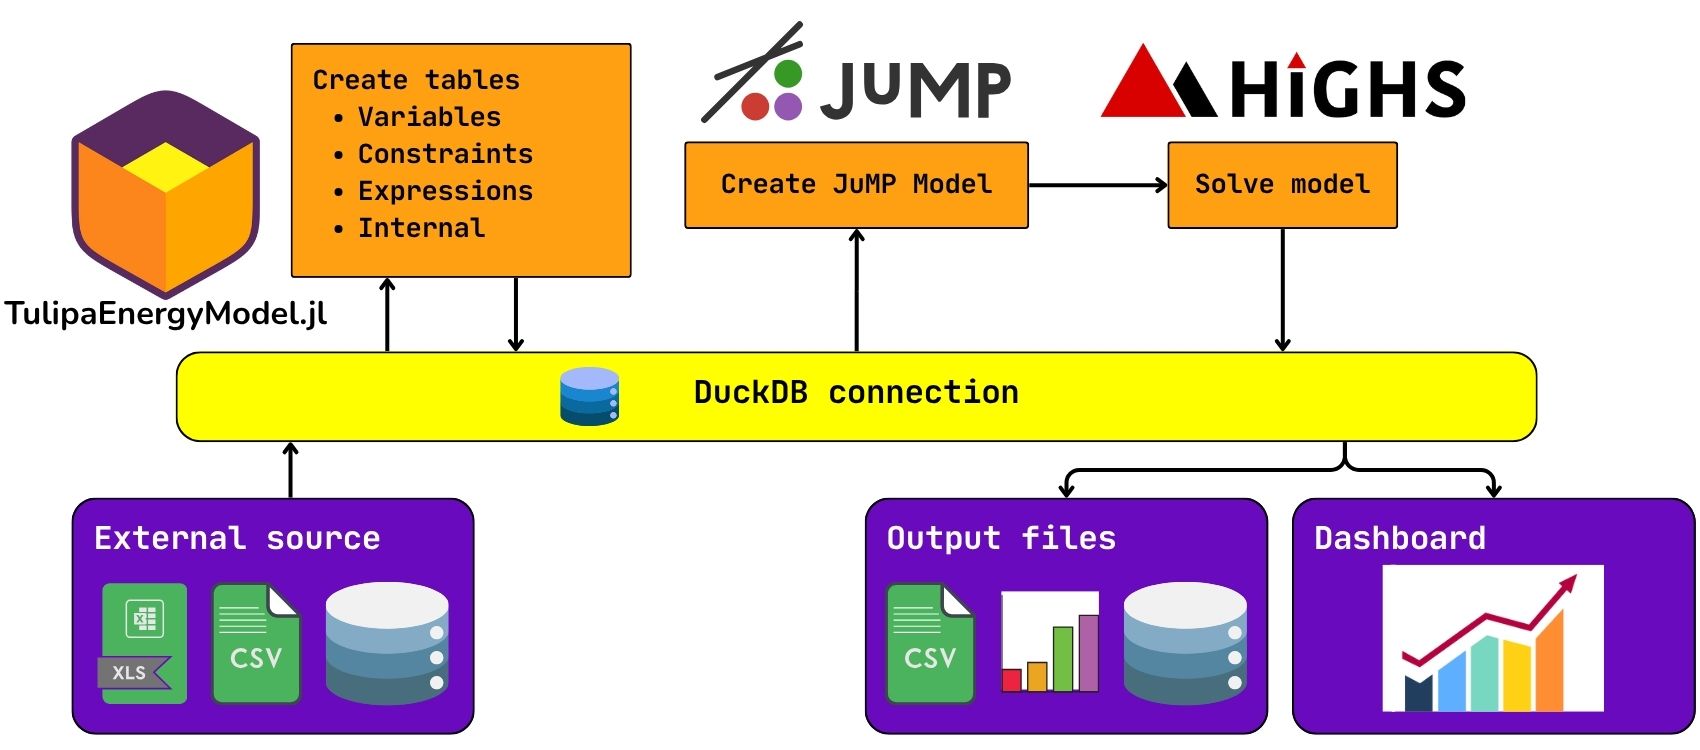 Create tables
• Variables
• Constraints
• Expressions
• Internal
TulipaEnergyModel.jl
JuMP
HiGHS
Create JuMP Model
Solve model
DuckDB connection
External source
XLS
CSV
Output files
CSV
Dashboard